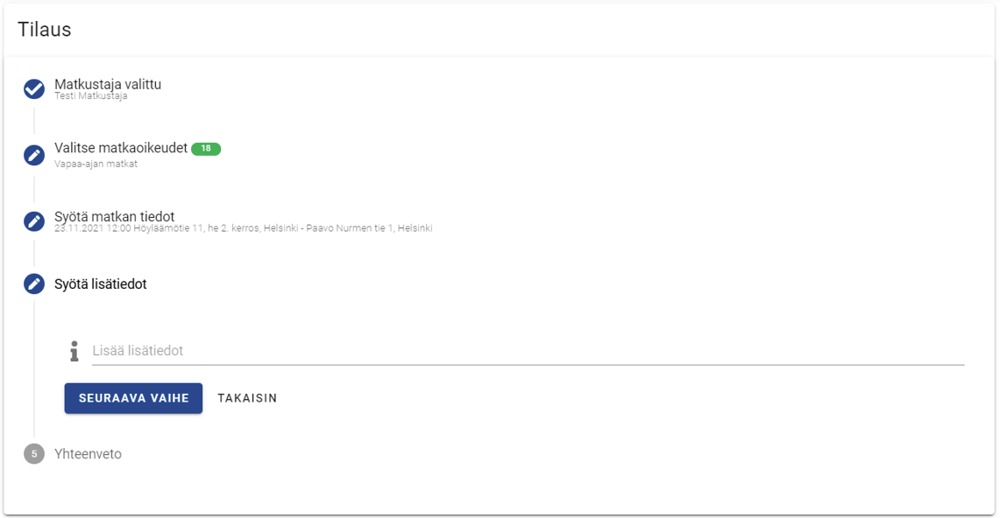 Tilaus
Matkustaja valittu
Testi Matkustaja
Valitse matkaoikeudet 18
Vapaa-ajan matkat
Syötä matkan tiedot
23.11.2021 12:00 Höyläämötie 11, he 2. kerros, Helsinki - Paavo Nurmen tie 1, Helsinki
Syötä lisätiedot
Lisää lisätiedot
SEURAAVA VAIHE TAKAISIN
5 Yhteenveto